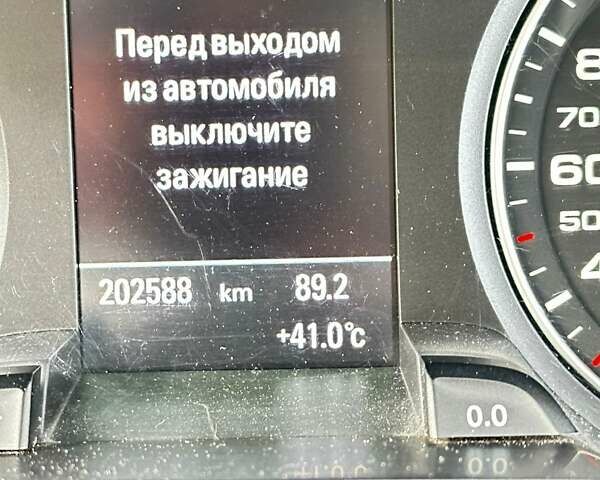 Перед выходом
из автомобиля
выключите
зажигание
202588 km 89.2
+41.0°c
70
60
50
0.0